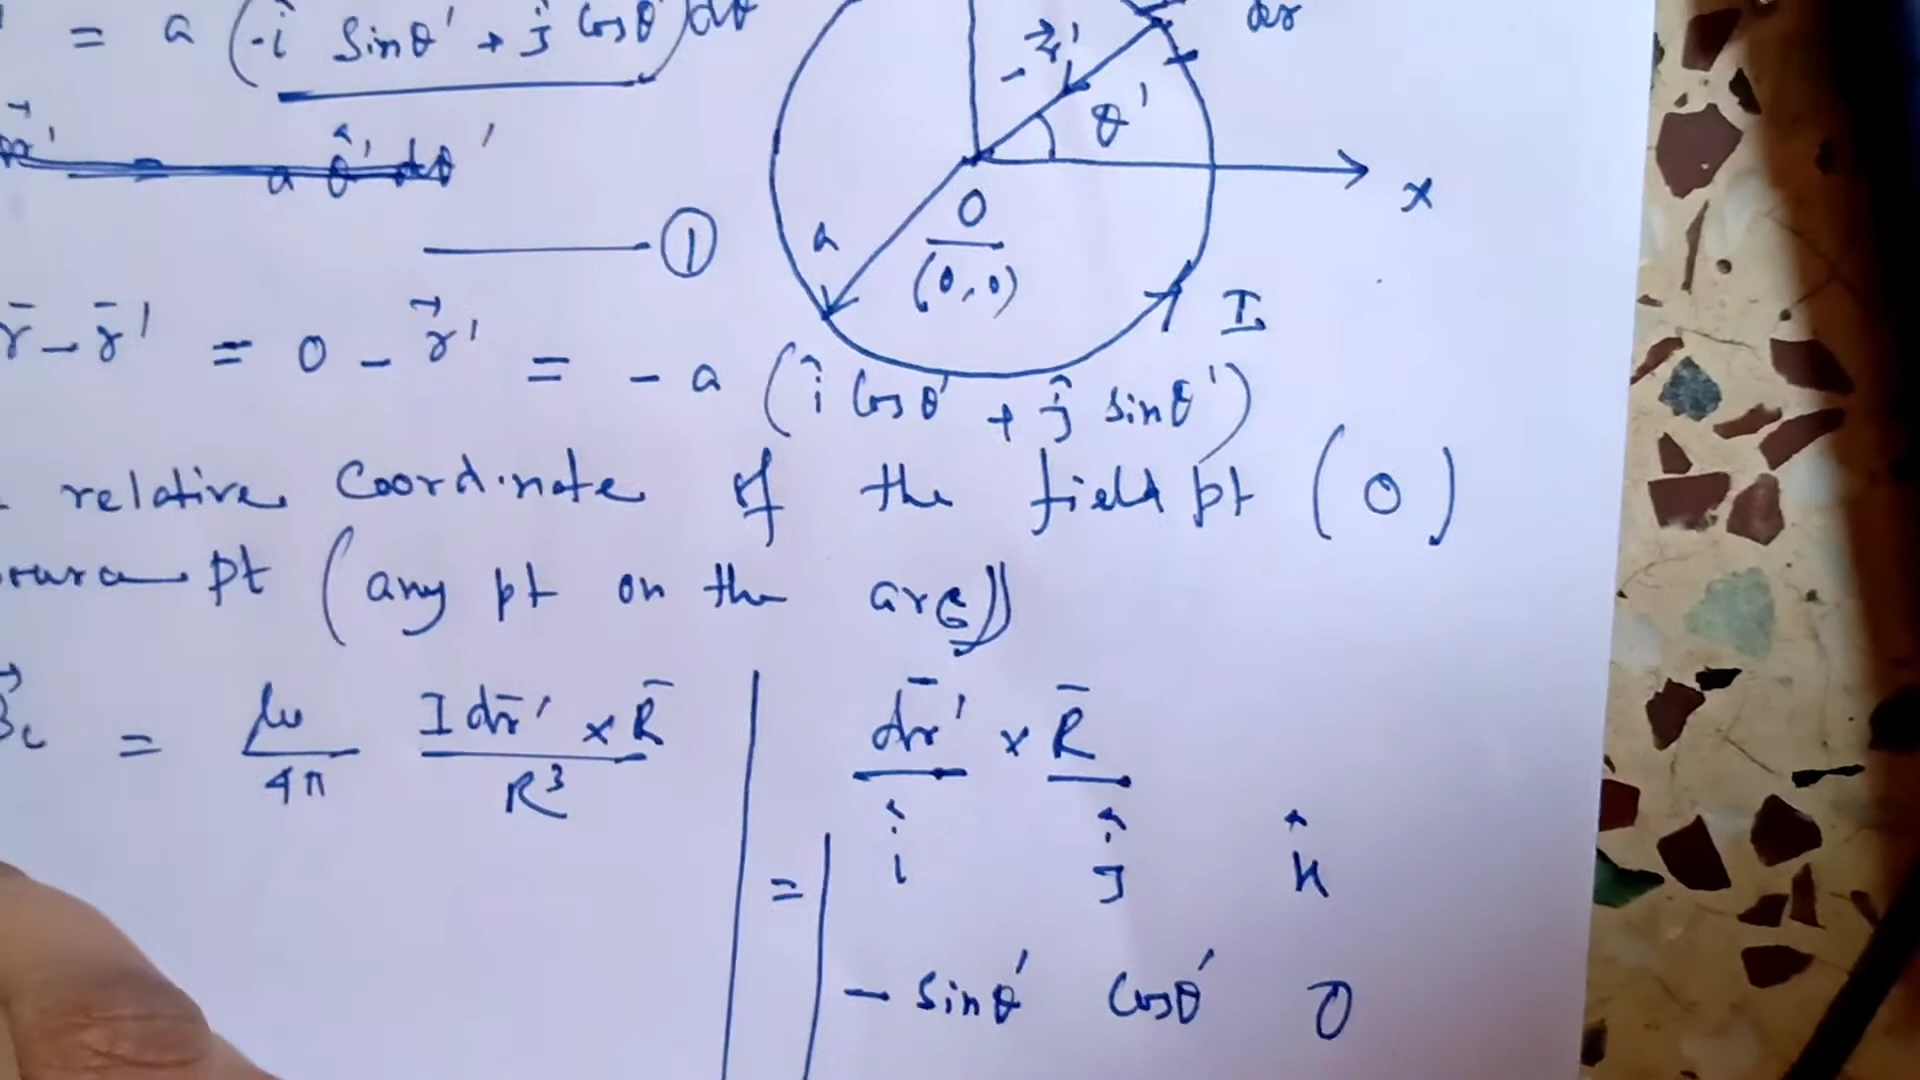 = a (-î sinθ' + ĵ cosθ') dθ'
dr
-r⃗'
θ'
= a θ̂' dθ'
x
a
O
(0,0)
①
I
r̄ - r̄' = 0 - r⃗' = - a (î cosθ' + ĵ sinθ')
relative coordinate of the field pt (O)
pt (any pt on the arc))
= μ₀/4π I dr̄' × R̄ / R³
dr̄' × R̄
= | î ĵ k̂
- sinθ' cosθ' 0